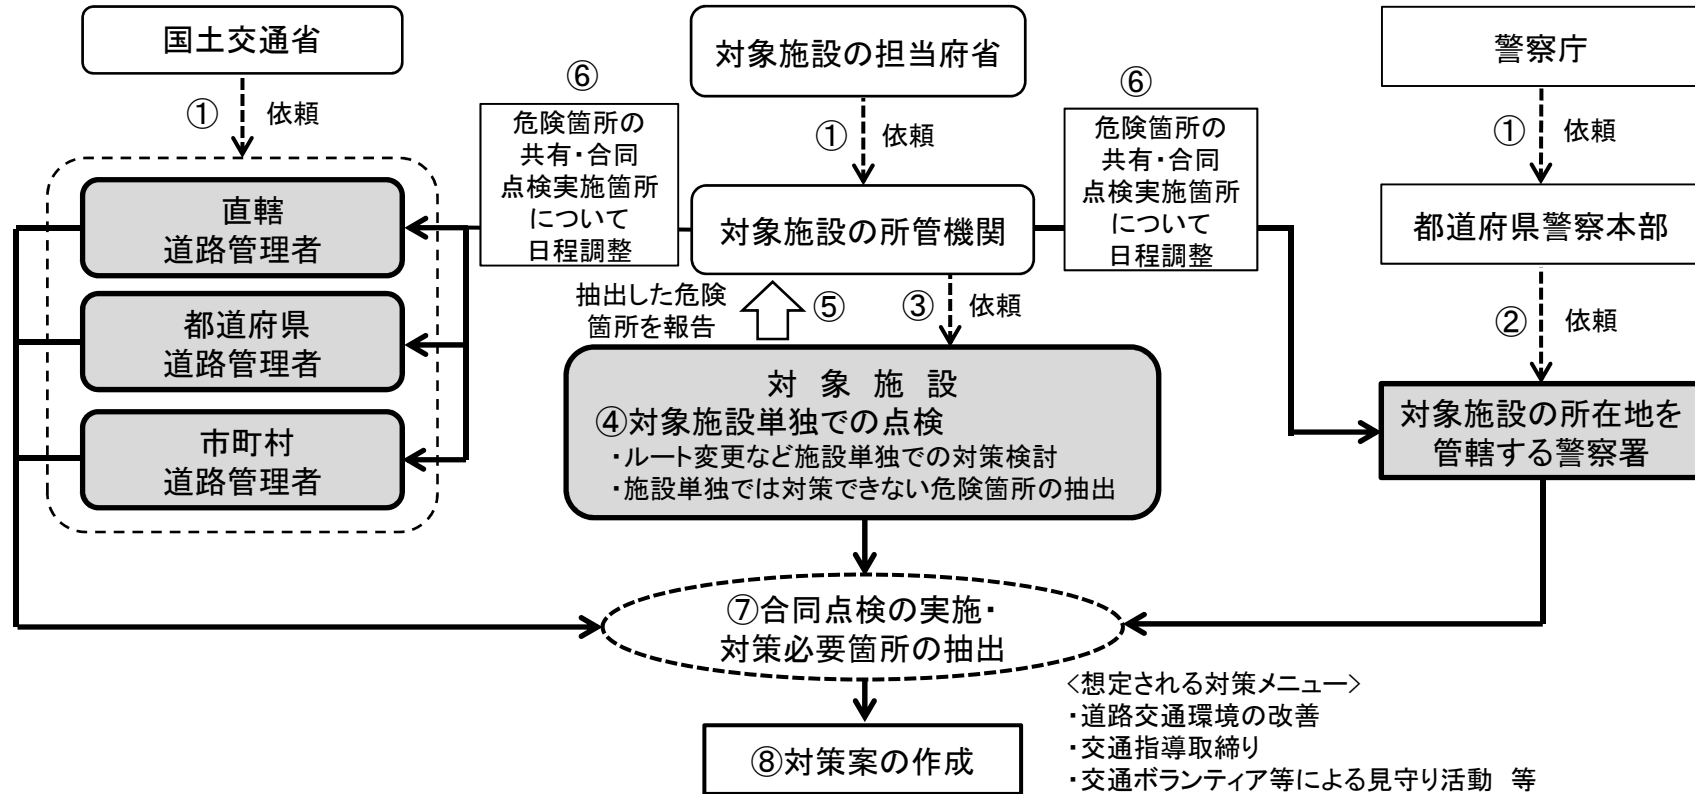 国土交通省
対象施設の担当府省
警察庁
①
依頼
⑥
危険箇所の
共有・合同
点検実施箇所
について
日程調整
①
依頼
⑥
危険箇所の
共有・合同
点検実施箇所
について
日程調整
①
依頼
直轄
道路管理者
都道府県
道路管理者
市町村
道路管理者
対象施設の所管機関
都道府県警察本部
抽出した危険
箇所を報告
⑤
③
依頼
②
依頼
対 象 施 設
④対象施設単独での点検
・ルート変更など施設単独での対策検討
・施設単独では対策できない危険箇所の抽出
対象施設の所在地を
管轄する警察署
⑦合同点検の実施・
対策必要箇所の抽出
⑧対策案の作成
<想定される対策メニュー>
・道路交通環境の改善
・交通指導取締り
・交通ボランティア等による見守り活動 等